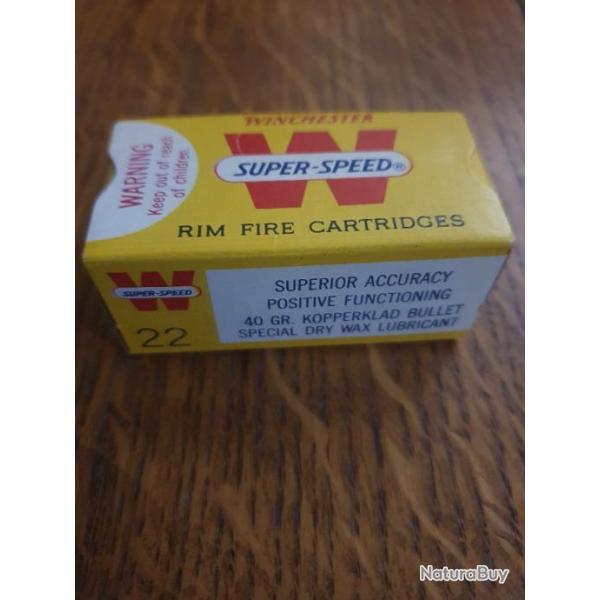 WINCHESTER
W
SUPER-SPEED®
RIM FIRE CARTRIDGES
WARNING
Keep out of reach
of children.
W
SUPER-SPEED
22
SUPERIOR ACCURACY
POSITIVE FUNCTIONING
40 GR. KOPPERKLAD BULLET
SPECIAL DRY WAX LUBRICANT
NaturaBuy